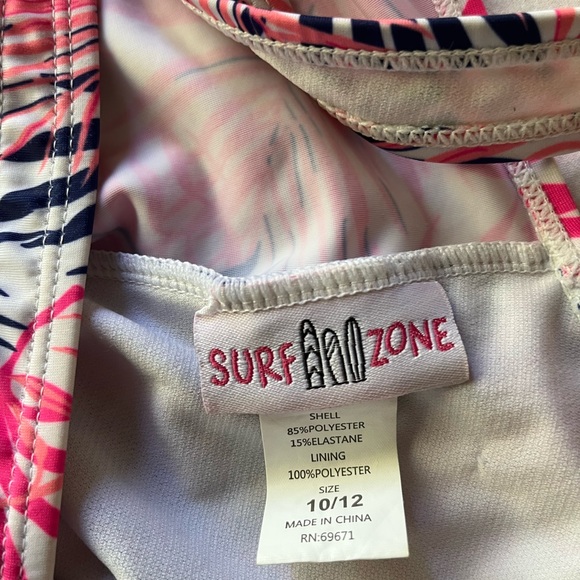 SURF ZONE
SHELL
85%POLYESTER
15%ELASTANE
LINING
100%POLYESTER
SIZE
10/12
MADE IN CHINA
RN:69671